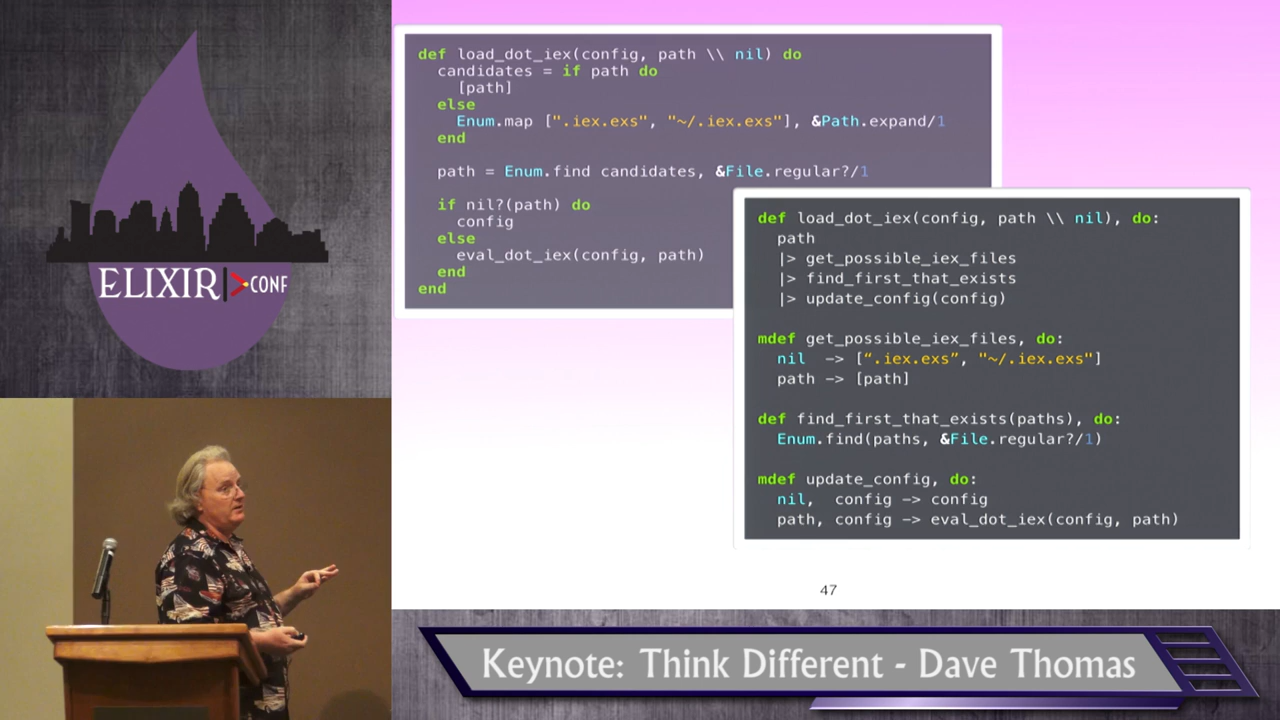 ELIXIR|>CONF
def load_dot_iex(config, path \\ nil) do
  candidates = if path do
    [path]
  else
    Enum.map [".iex.exs", "~/.iex.exs"], &Path.expand/1
  end

  path = Enum.find candidates, &File.regular?/1

  if nil?(path) do
    config
  else
    eval_dot_iex(config, path)
  end
end
def load_dot_iex(config, path \\ nil), do:
  path
  |> get_possible_iex_files
  |> find_first_that_exists
  |> update_config(config)

mdef get_possible_iex_files, do:
  nil  -> [“.iex.exs”, "~/.iex.exs"]
  path -> [path]

def find_first_that_exists(paths), do:
  Enum.find(paths, &File.regular?/1)

mdef update_config, do:
  nil,  config -> config
  path, config -> eval_dot_iex(config, path)
47
Keynote: Think Different - Dave Thomas